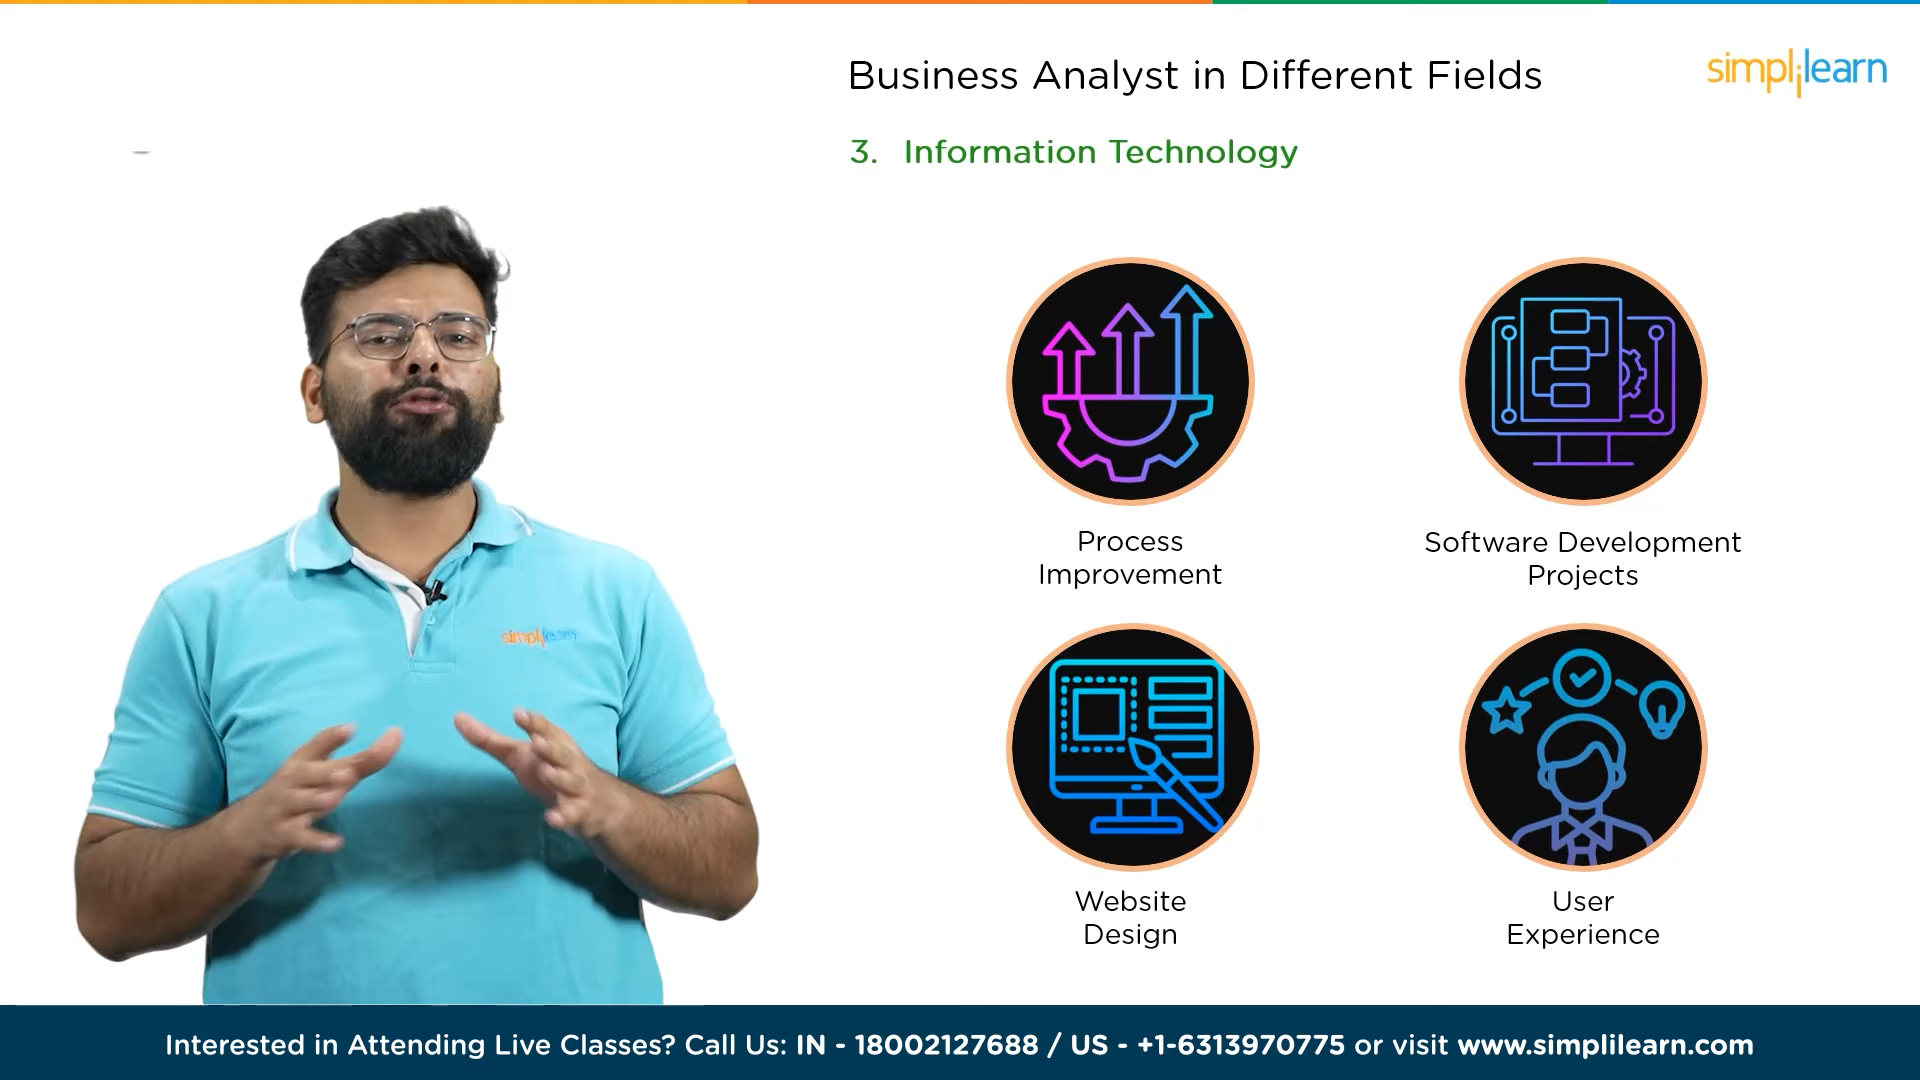 Business Analyst in Different Fields
simplilearn
3. Information Technology
Process
Improvement
Software Development
Projects
simplilearn
Website
Design
User
Experience
Interested in Attending Live Classes? Call Us: IN - 18002127688 / US - +1-6313970775 or visit www.simplilearn.com